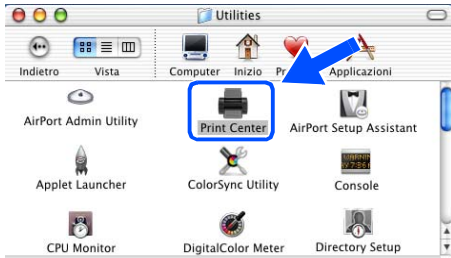 Utilities
Indietro Vista Computer Inizio Pr Applicazioni
AirPort Admin Utility Print Center AirPort Setup Assistant
Applet Launcher ColorSync Utility Console
CPU Monitor DigitalColor Meter Directory Setup